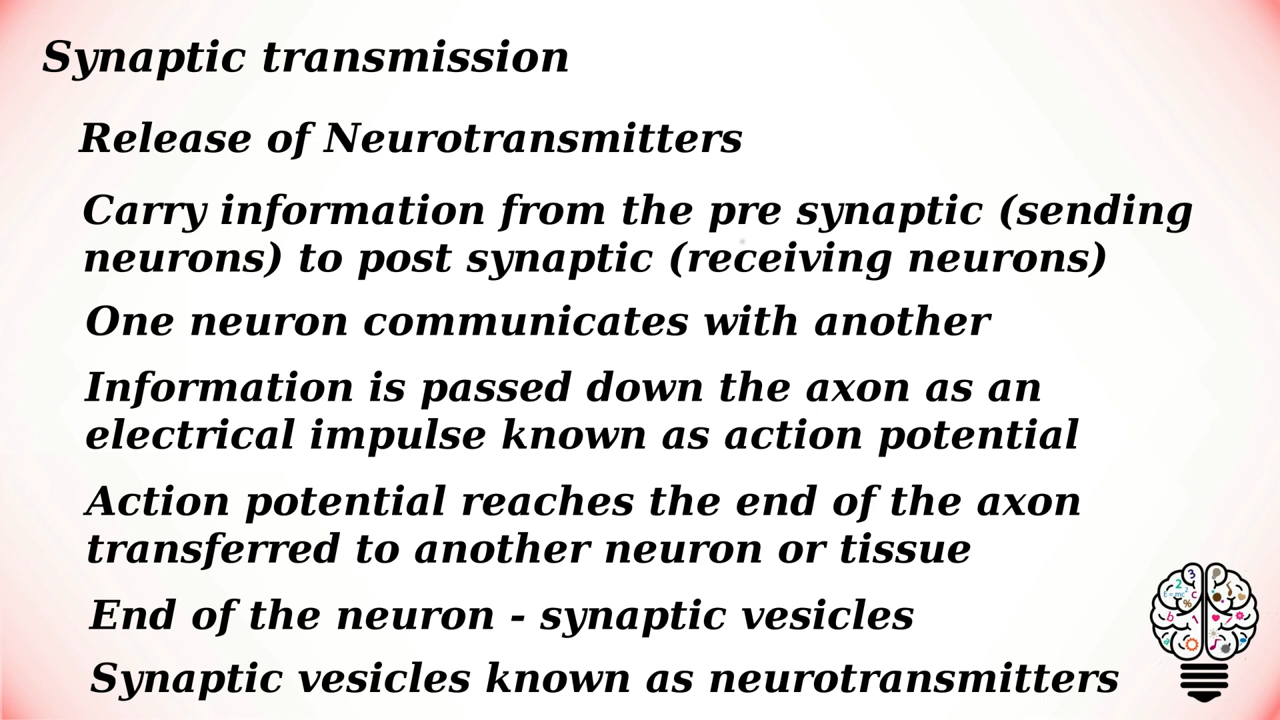 Synaptic transmission
Release of Neurotransmitters
Carry information from the pre synaptic (sending
neurons) to post synaptic (receiving neurons)
One neuron communicates with another
Information is passed down the axon as an
electrical impulse known as action potential
Action potential reaches the end of the axon
transferred to another neuron or tissue
End of the neuron - synaptic vesicles
Synaptic vesicles known as neurotransmitters